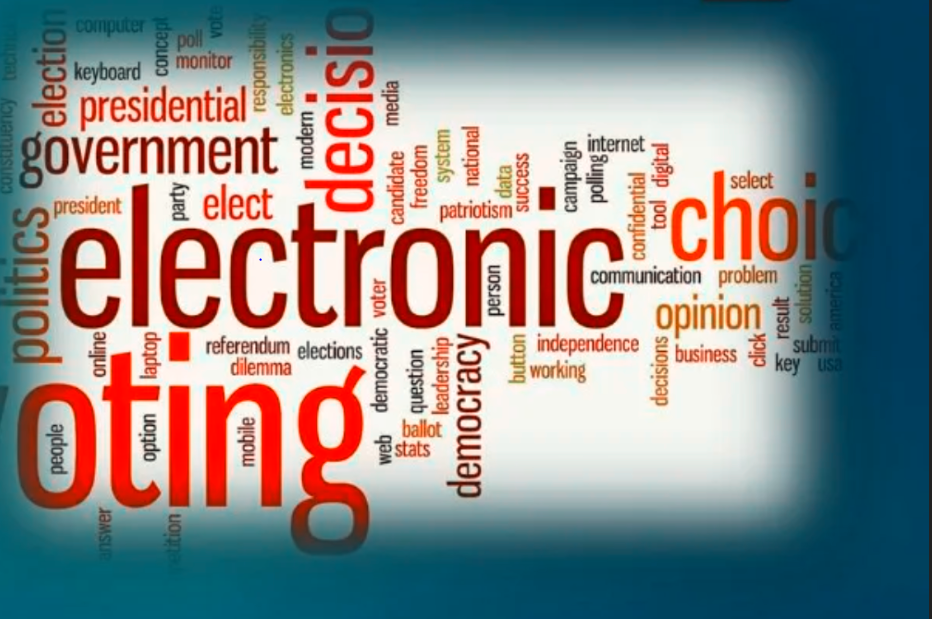 computer
concept
poll
vote
monitor
keyboard
election
responsibility
electronics
presidential
government
modern
decisio
media
constituency
president
party
elect
candidate
freedom
system
national
data
success
patriotism
campaign
internet
polling
confidential
digital
tool
select
choic
politics
electronic
voter
person
communication
problem
solution
america
opinion
result
submit
key
usa
click
business
decisions
independence
button
working
online
laptop
referendum
elections
dilemma
democratic
question
leadership
democracy
oting
people
option
mobile
web
ballot
stats
answer